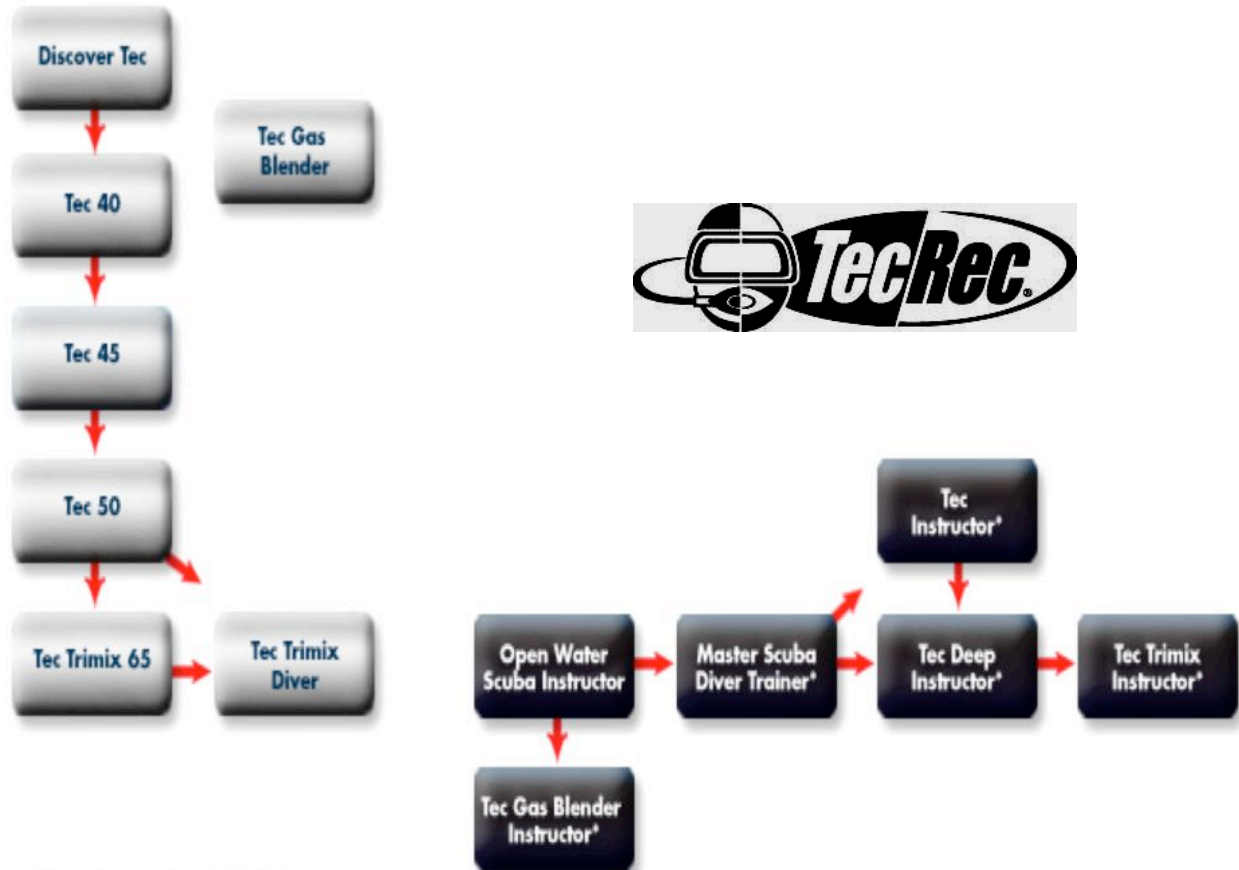 Discover Tec
Tec Gas
Blender
Tec 40
TecRec®
Tec 45
Tec 50
Tec Trimix 65
Tec Trimix
Diver
Tec
Instructor*
Open Water
Scuba Instructor
Master Scuba
Diver Trainer*
Tec Deep
Instructor*
Tec Trimix
Instructor*
Tec Gas Blender
Instructor*